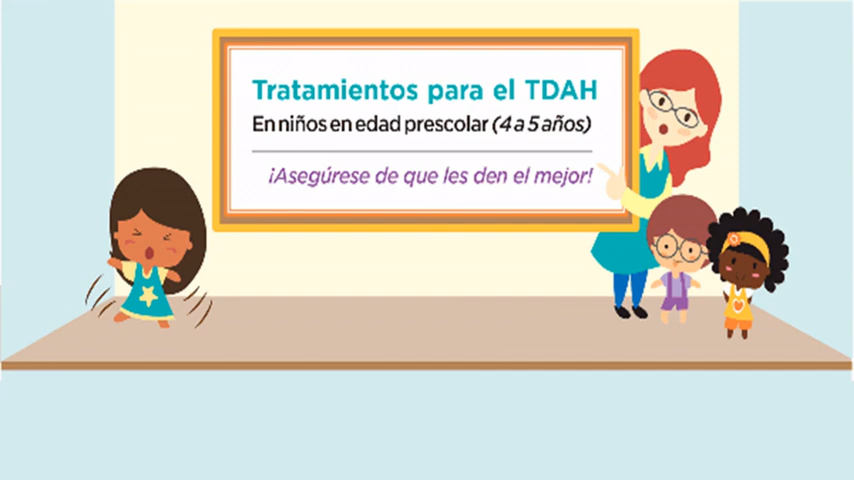 Tratamientos para el TDAH
En niños en edad prescolar (4 a 5 años)
¡Asegúrese de que les den el mejor!